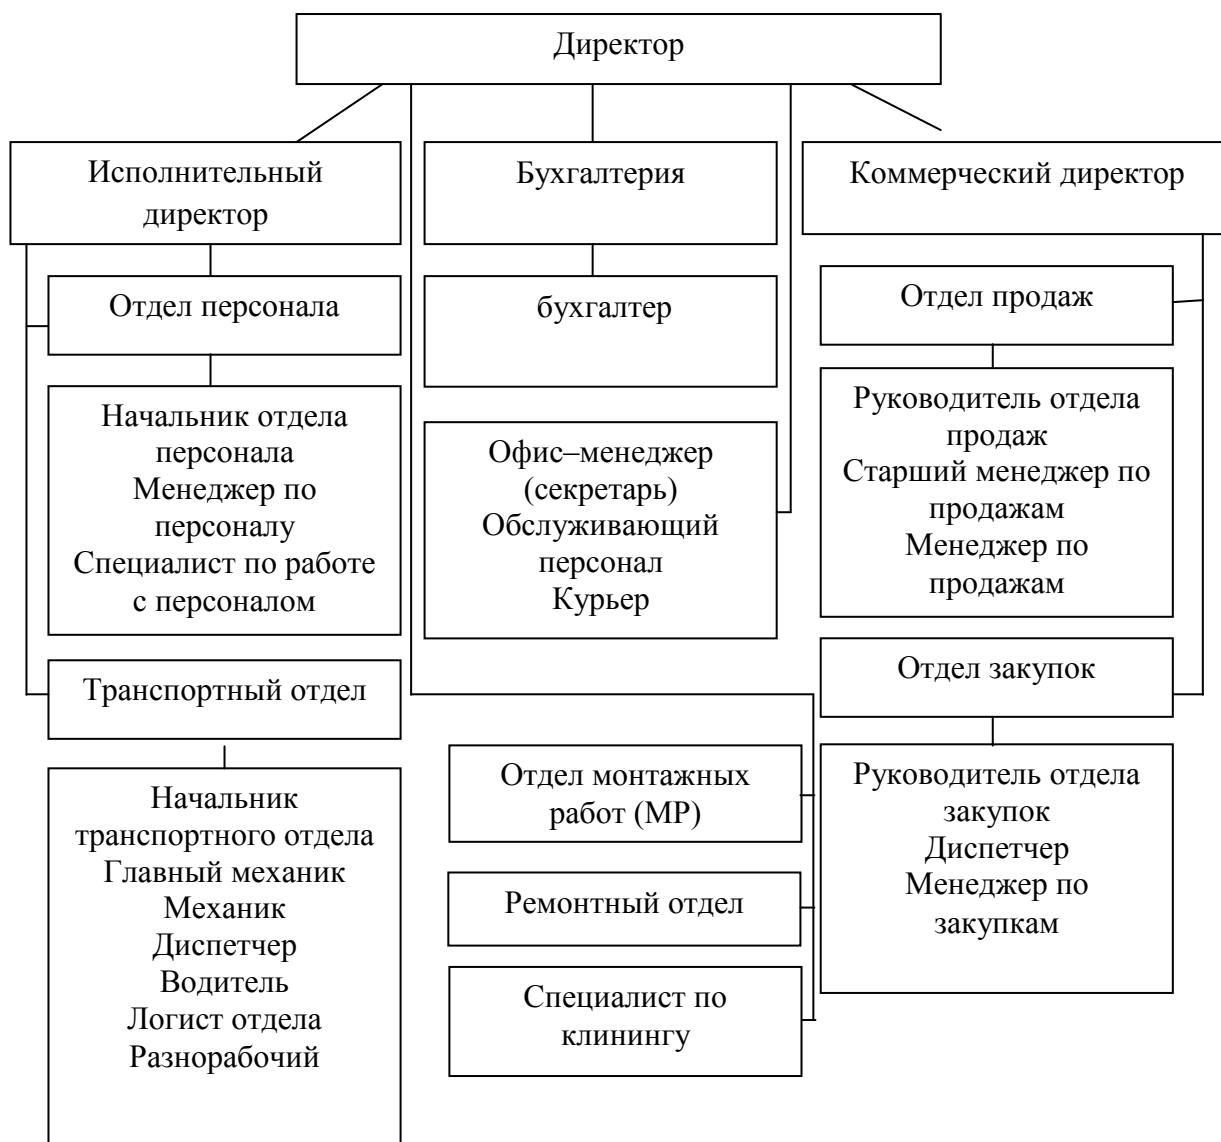 Директор
Исполнительный
директор
Бухгалтерия
Коммерческий директор
Отдел персонала
бухгалтер
Отдел продаж
Начальник отдела
персонала
Менеджер по
персоналу
Специалист по работе
с персоналом
Офис–менеджер
(секретарь)
Обслуживающий
персонал
Курьер
Руководитель отдела
продаж
Старший менеджер по
продажам
Менеджер по
продажам
Транспортный отдел
Отдел закупок
Начальник
транспортного отдела
Главный механик
Механик
Диспетчер
Водитель
Логист отдела
Разнорабочий
Отдел монтажных
работ (МР)
Ремонтный отдел
Специалист по
клинингу
Руководитель отдела
закупок
Диспетчер
Менеджер по
закупкам